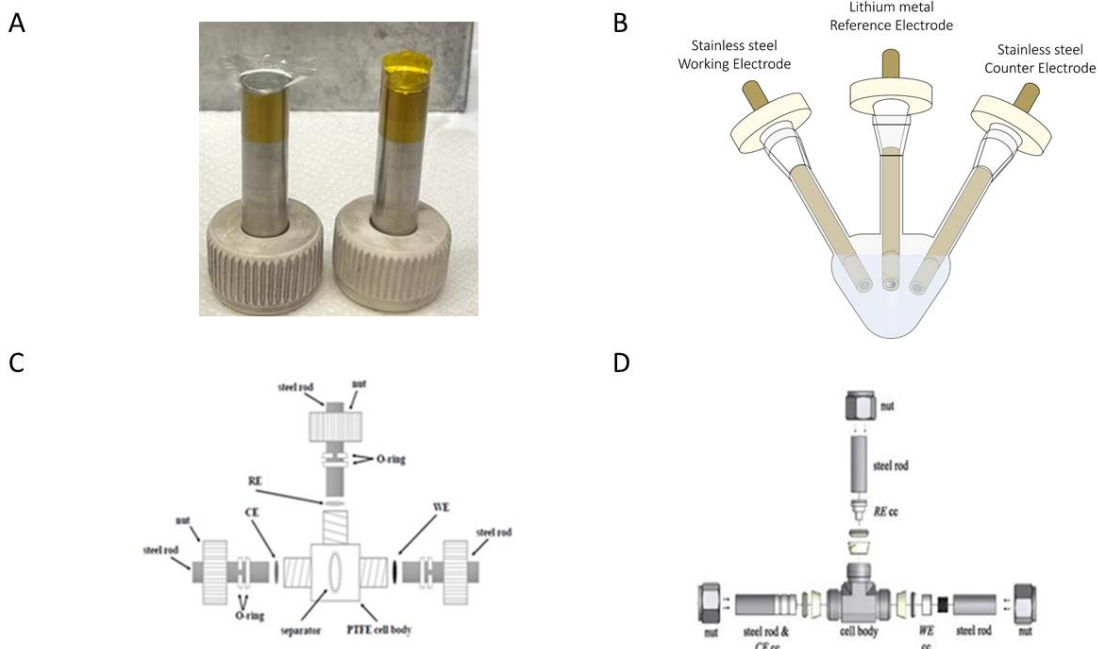 A
B
Lithium metal
Reference Electrode
Stainless steel
Working Electrode
Stainless steel
Counter Electrode
C
steel rod
nut
O-ring
RE
CE
WE
nut
steel rod
steel rod
nut
O-ring
separator
PTFE cell body
D
nut
steel rod
RE cc
nut
steel rod &
CE cc
cell body
WE
cc
steel rod
nut